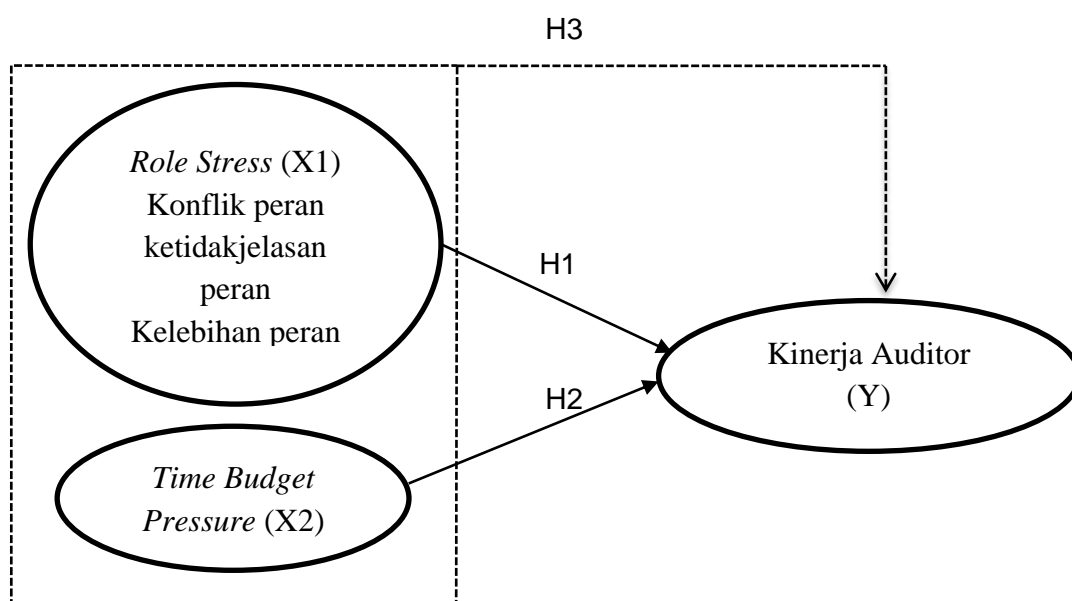 H3
Role Stress (X1)
Konflik peran
ketidakjelasan
peran
Kelebihan peran
H1
Kinerja Auditor
(Y)
H2
Time Budget
Pressure (X2)